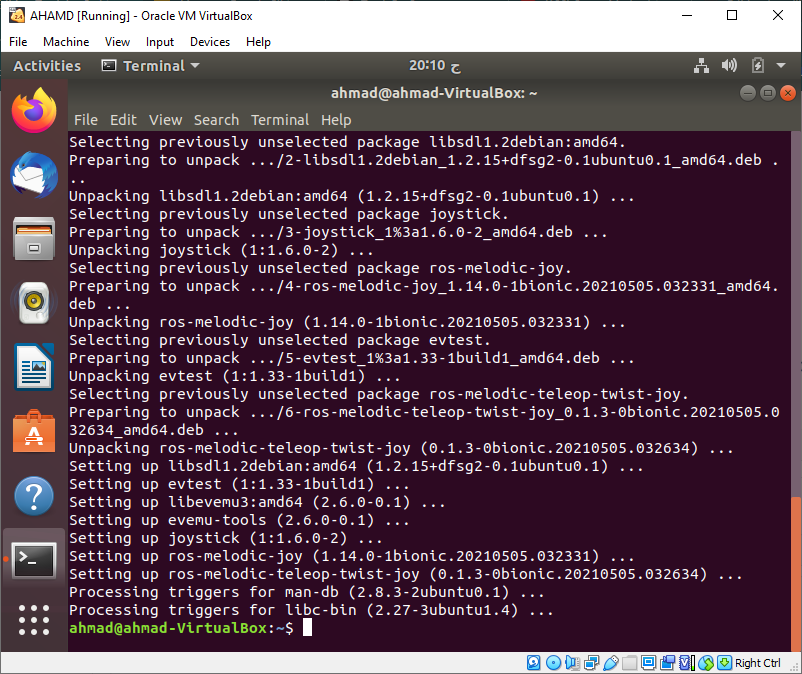 AHAMD [Running] - Oracle VM VirtualBox
File Machine View Input Devices Help
Activities Terminal 20:10 ح
ahmad@ahmad-VirtualBox: ~
File Edit View Search Terminal Help
Selecting previously unselected package libsdl1.2debian:amd64.
Preparing to unpack .../2-libsdl1.2debian_1.2.15+dfsg2-0.1ubuntu0.1_amd64.deb .
..
Unpacking libsdl1.2debian:amd64 (1.2.15+dfsg2-0.1ubuntu0.1) ...
Selecting previously unselected package joystick.
Preparing to unpack .../3-joystick_1%3a1.6.0-2_amd64.deb ...
Unpacking joystick (1:1.6.0-2) ...
Selecting previously unselected package ros-melodic-joy.
Preparing to unpack .../4-ros-melodic-joy_1.14.0-1bionic.20210505.032331_amd64.
deb ...
Unpacking ros-melodic-joy (1.14.0-1bionic.20210505.032331) ...
Selecting previously unselected package evtest.
Preparing to unpack .../5-evtest_1%3a1.33-1build1_amd64.deb ...
Unpacking evtest (1:1.33-1build1) ...
Selecting previously unselected package ros-melodic-teleop-twist-joy.
Preparing to unpack .../6-ros-melodic-teleop-twist-joy_0.1.3-0bionic.20210505.0
32634_amd64.deb ...
Unpacking ros-melodic-teleop-twist-joy (0.1.3-0bionic.20210505.032634) ...
Setting up libsdl1.2debian:amd64 (1.2.15+dfsg2-0.1ubuntu0.1) ...
Setting up evtest (1:1.33-1build1) ...
Setting up libevemu3:amd64 (2.6.0-0.1) ...
Setting up evemu-tools (2.6.0-0.1) ...
Setting up joystick (1:1.6.0-2) ...
Setting up ros-melodic-joy (1.14.0-1bionic.20210505.032331) ...
Setting up ros-melodic-teleop-twist-joy (0.1.3-0bionic.20210505.032634) ...
Processing triggers for man-db (2.8.3-2ubuntu0.1) ...
Processing triggers for libc-bin (2.27-3ubuntu1.4) ...
ahmad@ahmad-VirtualBox:~$
Right Ctrl